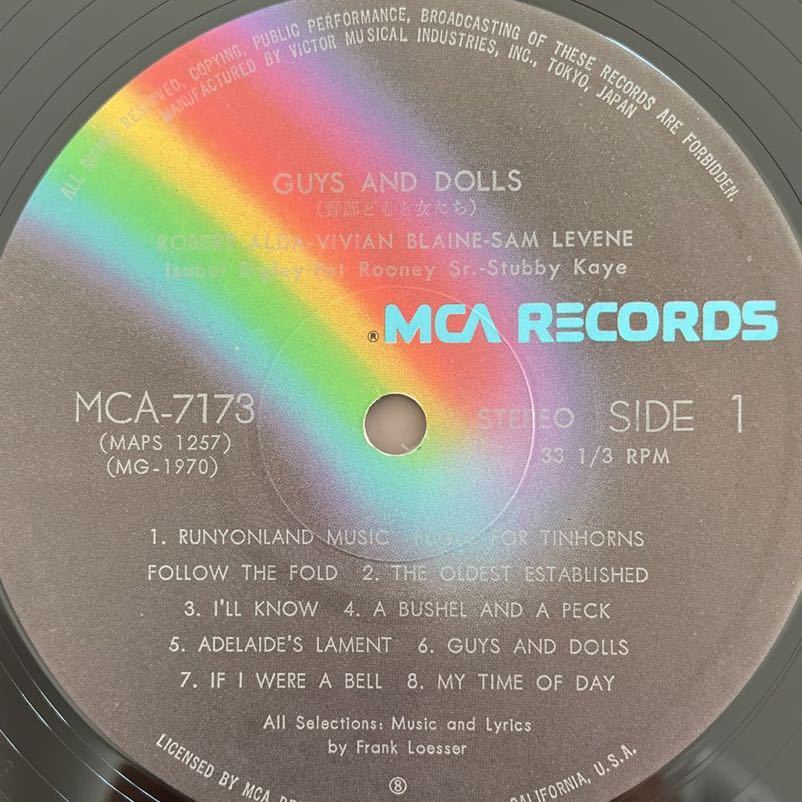 ALL RIGHTS RESERVED. COPYING, PUBLIC PERFORMANCE, BROADCASTING OF THESE RECORDS ARE FORBIDDEN.
MANUFACTURED BY VICTOR MUSICAL INDUSTRIES, INC., TOKYO, JAPAN
GUYS AND DOLLS
(野郎どもと女たち)
ROBERT ALDA-VIVIAN BLAINE-SAM LEVENE
Isabel Bigley-Pat Rooney Sr.-Stubby Kaye
® MCA RECORDS
MCA-7173
(MAPS 1257)
(MG-1970)
STEREO SIDE 1
33 1/3 RPM
1. RUNYONLAND MUSIC FUGUE FOR TINHORNS
FOLLOW THE FOLD 2. THE OLDEST ESTABLISHED
3. I'LL KNOW 4. A BUSHEL AND A PECK
5. ADELAIDE'S LAMENT 6. GUYS AND DOLLS
7. IF I WERE A BELL 8. MY TIME OF DAY
All Selections: Music and Lyrics
by Frank Loesser
⑧
LICENSED BY MCA CALIFORNIA, U.S.A.